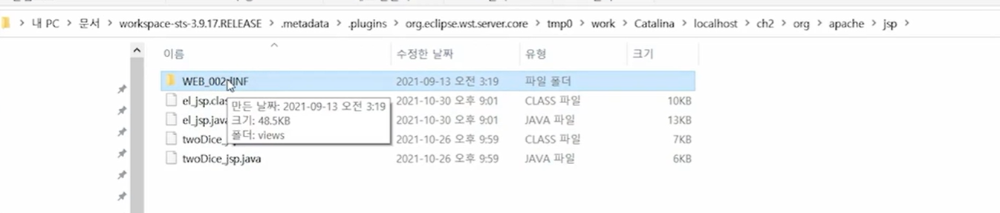 내 PC > 문서 > workspace-sts-3.9.17.RELEASE > .metadata > .plugins > org.eclipse.wst.server.core > tmp0 > work > Catalina > localhost > ch2 > org > apache > jsp >
이름 수정한 날짜 유형 크기
WEB_002dINF 2021-09-13 오전 3:19 파일 폴더
el_jsp.clas 2021-10-30 오후 9:01 CLASS 파일 10KB
만든 날짜: 2021-09-13 오전 3:19
el_jsp.java 2021-10-30 오후 9:01 JAVA 파일 13KB
크기: 48.5KB
twoDice_ 2021-10-26 오후 9:59 CLASS 파일 7KB
폴더: views
twoDice_jsp.java 2021-10-26 오후 9:59 JAVA 파일 6KB